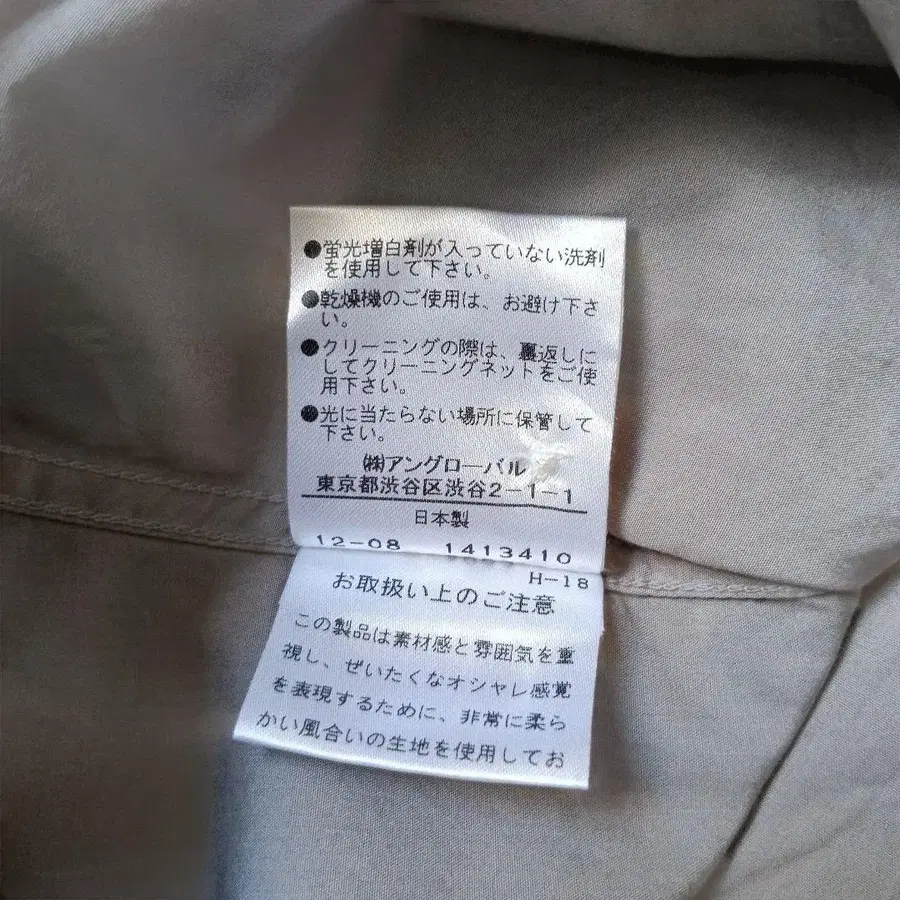 ●蛍光増白剤が入っていない洗剤
を使用して下さい。
●乾燥機のご使用は、お避け下さ
い。
●クリーニングの際は、裏返しに
してクリーニングネットをご使
用下さい。
●光に当たらない場所に保管して
下さい。
㈱アングローバル
東京都渋谷区渋谷2-1-1
日本製
12-08 1413410
H-18
お取扱い上のご注意
この製品は素材感と雰囲気を重
視し、ぜいたくなオシャレ感覚
を表現するために、非常に柔ら
かい風合いの生地を使用してお